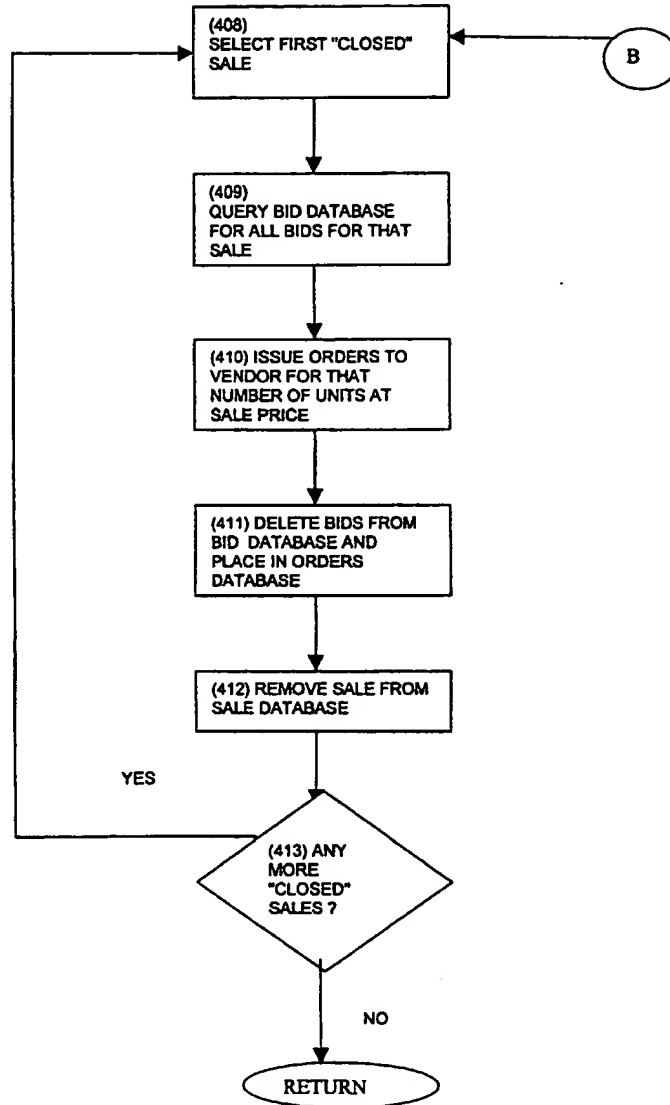 (408)
SELECT FIRST "CLOSED"
SALE
B
(409)
QUERY BID DATABASE
FOR ALL BIDS FOR THAT
SALE
(410) ISSUE ORDERS TO
VENDOR FOR THAT
NUMBER OF UNITS AT
SALE PRICE
(411) DELETE BIDS FROM
BID DATABASE AND
PLACE IN ORDERS
DATABASE
(412) REMOVE SALE FROM
SALE DATABASE
YES
(413) ANY
MORE
"CLOSED"
SALES ?
NO
RETURN